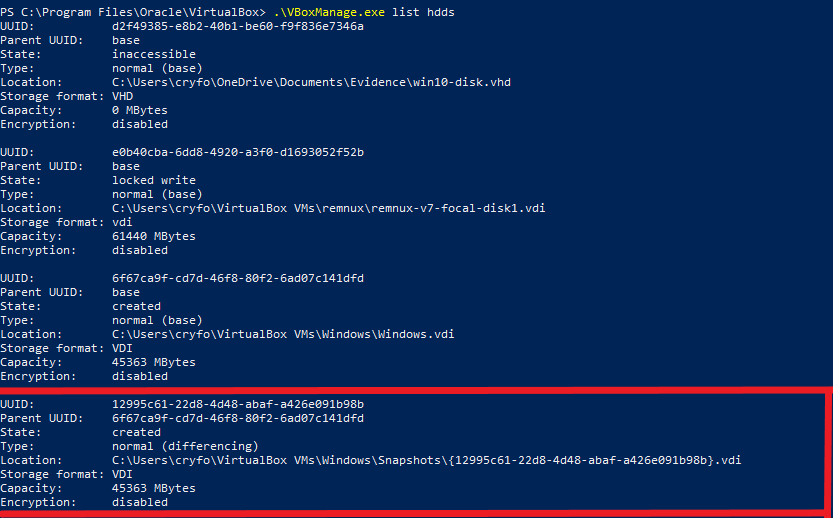 PS C:\Program Files\Oracle\VirtualBox> .\VBoxManage.exe list hdds
UUID:           d2f49385-e8b2-40b1-be60-f9f836e7346a
Parent UUID:    base
State:          inaccessible
Type:           normal (base)
Location:       C:\Users\cryfo\OneDrive\Documents\Evidence\win10-disk.vhd
Storage format: VHD
Capacity:       0 MBytes
Encryption:     disabled

UUID:           e0b40cba-6dd8-4920-a3f0-d1693052f52b
Parent UUID:    base
State:          locked write
Type:           normal (base)
Location:       C:\Users\cryfo\VirtualBox VMs\remnux\remnux-v7-focal-disk1.vdi
Storage format: vdi
Capacity:       61440 MBytes
Encryption:     disabled

UUID:           6f67ca9f-cd7d-46f8-80f2-6ad07c141dfd
Parent UUID:    base
State:          created
Type:           normal (base)
Location:       C:\Users\cryfo\VirtualBox VMs\Windows\Windows.vdi
Storage format: VDI
Capacity:       45363 MBytes
Encryption:     disabled

UUID:           12995c61-22d8-4d48-abaf-a426e091b98b
Parent UUID:    6f67ca9f-cd7d-46f8-80f2-6ad07c141dfd
State:          created
Type:           normal (differencing)
Location:       C:\Users\cryfo\VirtualBox VMs\Windows\Snapshots\{12995c61-22d8-4d48-abaf-a426e091b98b}.vdi
Storage format: VDI
Capacity:       45363 MBytes
Encryption:     disabled